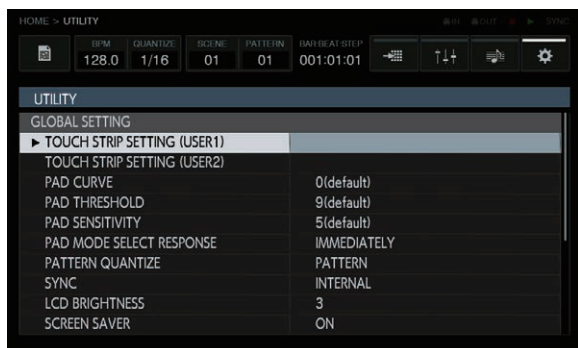 HOME > UTILITY
IN OUT SYNC
BPM QUANTIZE SCENE PATTERN BAR:BEAT:STEP
128.0 1/16 01 01 001:01:01
UTILITY
GLOBAL SETTING
TOUCH STRIP SETTING (USER1)
TOUCH STRIP SETTING (USER2)
PAD CURVE 0(default)
PAD THRESHOLD 9(default)
PAD SENSITIVITY 5(default)
PAD MODE SELECT RESPONSE IMMEDIATELY
PATTERN QUANTIZE PATTERN
SYNC INTERNAL
LCD BRIGHTNESS 3
SCREEN SAVER ON